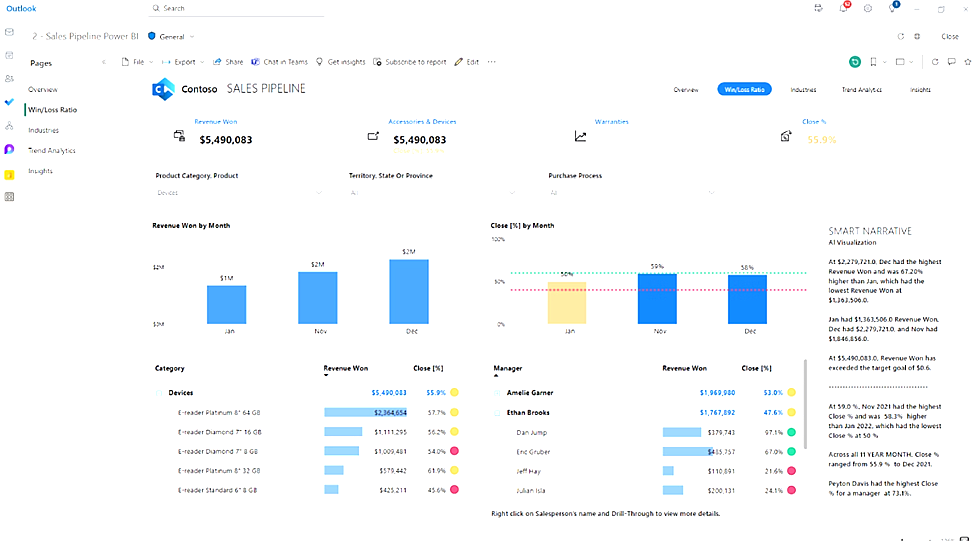 Outlook
Search
2 - Sales Pipeline Power BI
General
Close
Pages
File
Export
Share
Chat in Teams
Get insights
Subscribe to report
Edit
Overview
Win/Loss Ratio
Industries
Trend Analytics
Insights
Contoso
SALES PIPELINE
Overview
Win/Loss Ratio
Industries
Trend Analytics
Insights
Revenue Won
$5,490,083
Accessories & Devices
$5,490,083
Warranties
Close %
55.9%
Product Category, Product
Devices
Territory, State Or Province
All
Purchase Process
All
Revenue Won by Month
$2M
$0M
$1M
$2M
$2M
Jan
Nov
Dec
Close [%] by Month
100%
50%
0%
50%
59%
58%
Jan
Nov
Dec
SMART NARRATIVE
AI Visualization
At $2,279,721.0, Dec had the highest
Revenue Won and was 67.20%
higher than Jan, which had the
lowest Revenue Won at
$1,363,506.0.
Jan had $1,363,506.0 Revenue Won,
Dec had $2,279,721.0, and Nov had
$1,846,856.0.
At $5,490,083.0, Revenue Won has
exceeded the target goal of $0.6.
At 59.0 %, Nov 2021 had the highest
Close % and was 58.3% higher
than Jan 2022, which had the lowest
Close % at 50 %
Across all 11 YEAR MONTH, Close %
ranged from 55.9 % to Dec 2021.
Peyton Davis had the highest Close
% for a manager at 73.1%.
Category
Revenue Won
Close [%]
Devices $5,490,083 55.9%
E-reader Platinum 8" 64 GB $2,364,654 57.7%
E-reader Diamond 7" 16 GB $1,111,295 56.2%
E-reader Diamond 7" 8 GB $1,009,481 54.0%
E-reader Platinum 8" 32 GB $579,442 61.9%
E-reader Standard 6" 8 GB $425,211 45.6%
Manager
Revenue Won
Close [%]
Amelie Garner $1,969,980 53.0%
Ethan Brooks $1,767,892 47.6%
Dan Jump $379,743 97.1%
Eric Gruber $485,757 67.0%
Jeff Hay $110,891 21.6%
Julian Isla $200,131 24.1%
Right click on Salesperson's name and Drill-Through to view more details.